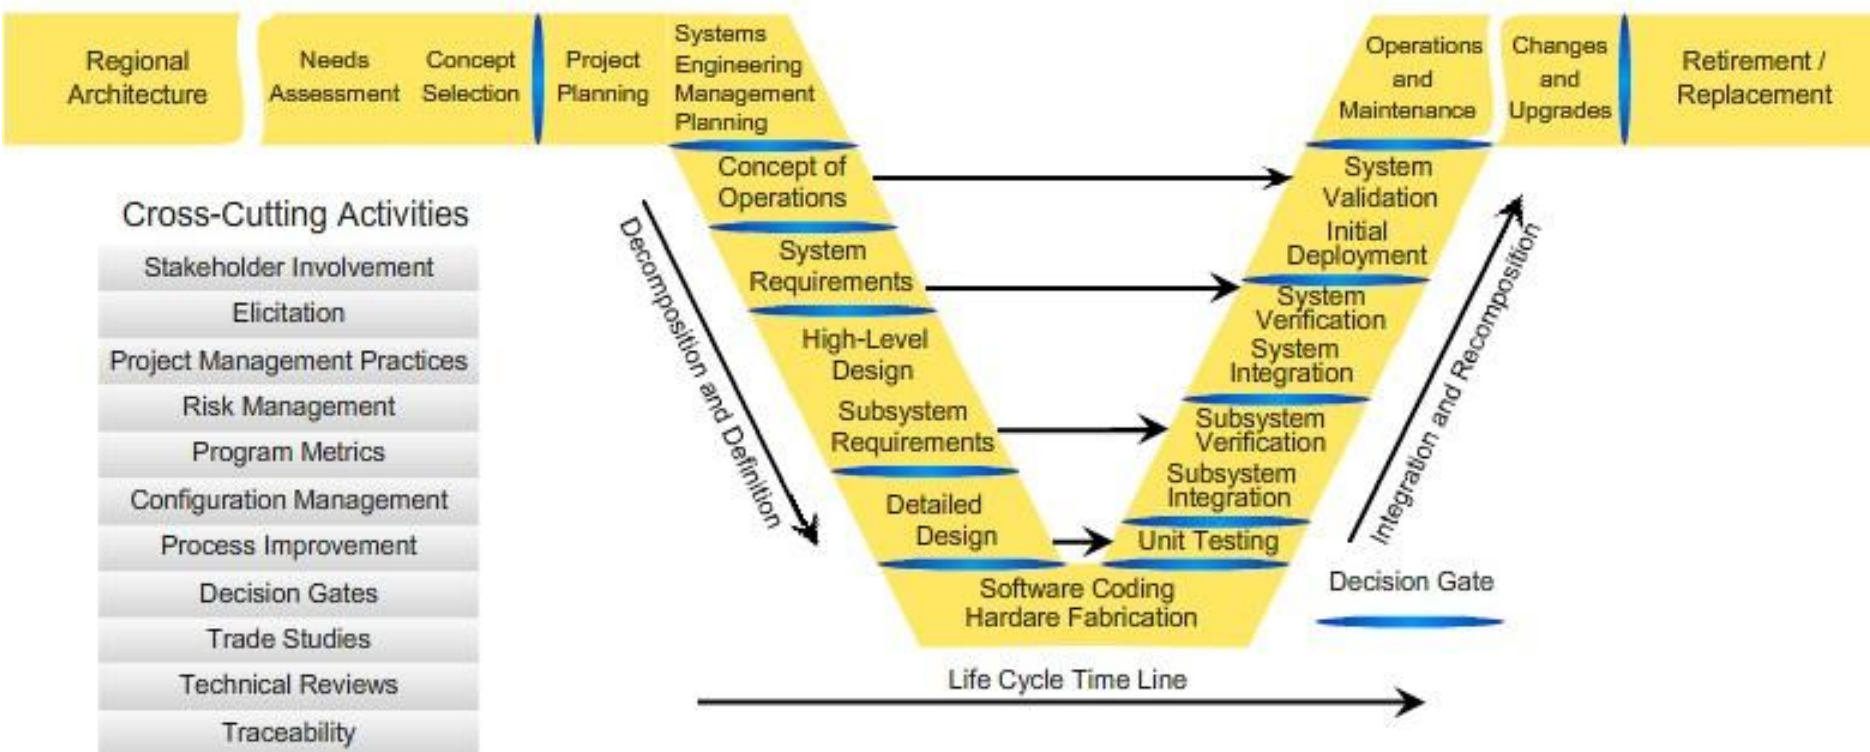 Regional
Architecture
Needs
Assessment
Concept
Selection
Project
Planning
Systems
Engineering
Management
Planning
Operations
and
Maintenance
Changes
and
Upgrades
Retirement /
Replacement
Cross-Cutting Activities
Stakeholder Involvement
Elicitation
Project Management Practices
Risk Management
Program Metrics
Configuration Management
Process Improvement
Decision Gates
Trade Studies
Technical Reviews
Traceability
Decomposition and Definition
Concept of
Operations
System
Requirements
High-Level
Design
Subsystem
Requirements
Detailed
Design
Software Coding
Hardare Fabrication
System
Validation
Initial
Deployment
System
Verification
System
Integration
Subsystem
Verification
Subsystem
Integration
Unit Testing
Integration and Recomposition
Decision Gate
Life Cycle Time Line